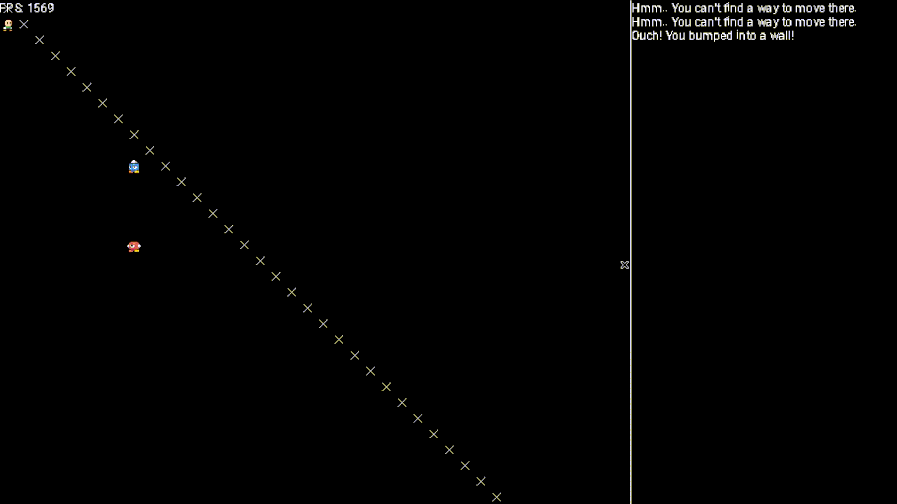 FPS: 1569
Hmm.. You can't find a way to move there.
Hmm.. You can't find a way to move there.
Ouch! You bumped into a wall!